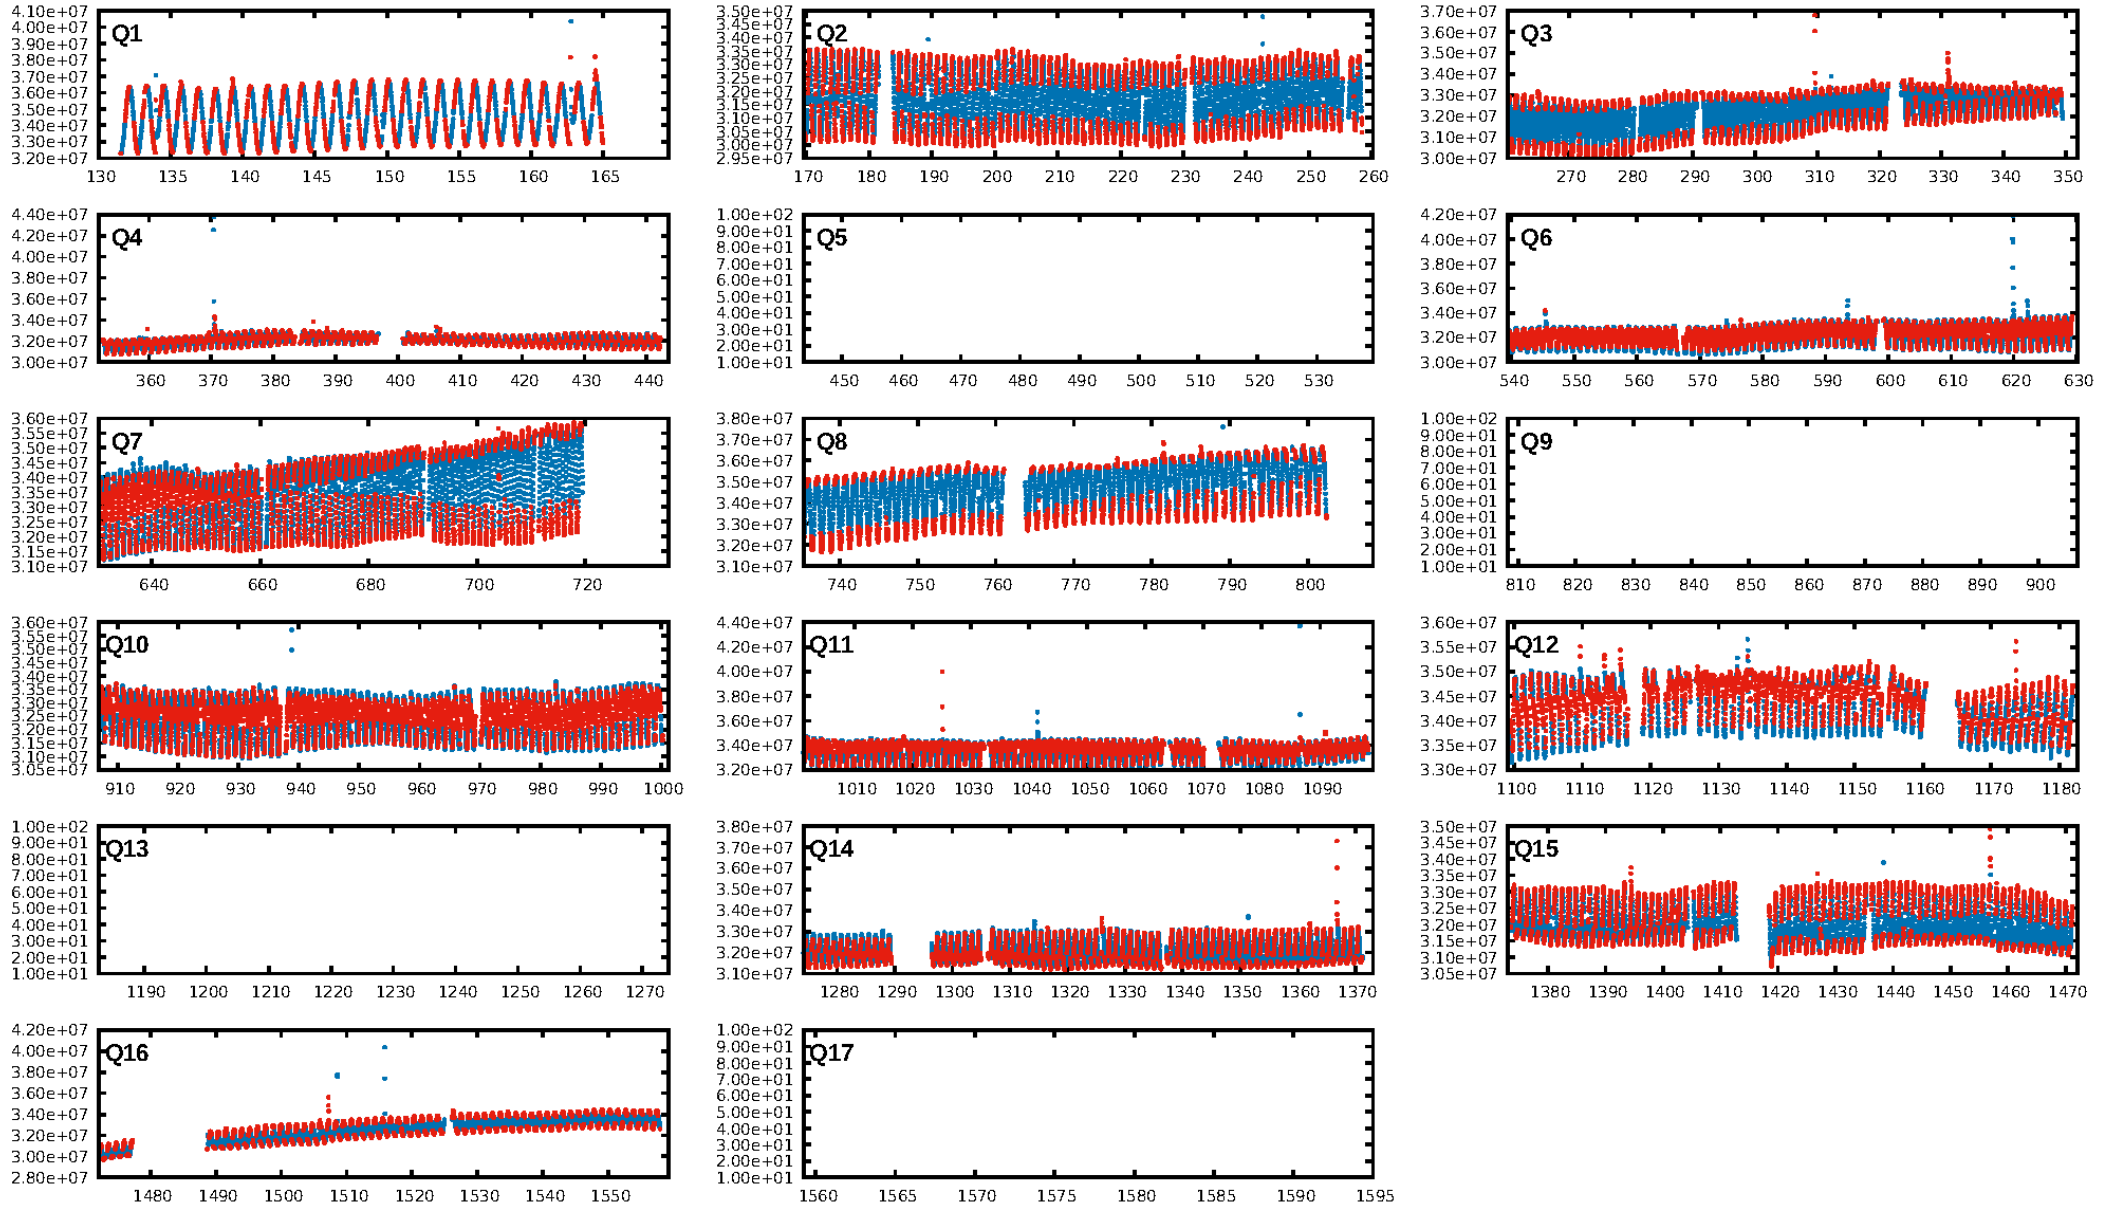 Q1
4.10e+07
4.00e+07
3.90e+07
3.80e+07
3.70e+07
3.60e+07
3.50e+07
3.40e+07
3.30e+07
3.20e+07
130 135 140 145 150 155 160 165
Q2
3.50e+07
3.45e+07
3.40e+07
3.35e+07
3.30e+07
3.25e+07
3.20e+07
3.15e+07
3.10e+07
3.05e+07
3.00e+07
2.95e+07
170 180 190 200 210 220 230 240 250 260
Q3
3.70e+07
3.60e+07
3.50e+07
3.40e+07
3.30e+07
3.20e+07
3.10e+07
3.00e+07
270 280 290 300 310 320 330 340 350
Q4
4.40e+07
4.20e+07
4.00e+07
3.80e+07
3.60e+07
3.40e+07
3.20e+07
3.00e+07
360 370 380 390 400 410 420 430 440
Q5
1.00e+02
9.00e+01
8.00e+01
7.00e+01
6.00e+01
5.00e+01
4.00e+01
3.00e+01
2.00e+01
1.00e+01
450 460 470 480 490 500 510 520 530
Q6
4.20e+07
4.00e+07
3.80e+07
3.60e+07
3.40e+07
3.20e+07
3.00e+07
540 550 560 570 580 590 600 610 620 630
Q7
3.60e+07
3.55e+07
3.50e+07
3.45e+07
3.40e+07
3.35e+07
3.30e+07
3.25e+07
3.20e+07
3.15e+07
3.10e+07
640 660 680 700 720
Q8
3.80e+07
3.70e+07
3.60e+07
3.50e+07
3.40e+07
3.30e+07
3.20e+07
3.10e+07
740 750 760 770 780 790 800
Q9
1.00e+02
9.00e+01
8.00e+01
7.00e+01
6.00e+01
5.00e+01
4.00e+01
3.00e+01
2.00e+01
1.00e+01
810 820 830 840 850 860 870 880 890 900
Q10
3.60e+07
3.55e+07
3.50e+07
3.45e+07
3.40e+07
3.35e+07
3.30e+07
3.25e+07
3.20e+07
3.15e+07
3.10e+07
3.05e+07
910 920 930 940 950 960 970 980 990 1000
Q11
4.40e+07
4.20e+07
4.00e+07
3.80e+07
3.60e+07
3.40e+07
3.20e+07
1010 1020 1030 1040 1050 1060 1070 1080 1090
Q12
3.60e+07
3.55e+07
3.50e+07
3.45e+07
3.40e+07
3.35e+07
3.30e+07
1100 1110 1120 1130 1140 1150 1160 1170 1180
Q13
1.00e+02
9.00e+01
8.00e+01
7.00e+01
6.00e+01
5.00e+01
4.00e+01
3.00e+01
2.00e+01
1.00e+01
1190 1200 1210 1220 1230 1240 1250 1260 1270
Q14
3.80e+07
3.70e+07
3.60e+07
3.50e+07
3.40e+07
3.30e+07
3.20e+07
3.10e+07
1280 1290 1300 1310 1320 1330 1340 1350 1360 1370
Q15
3.50e+07
3.45e+07
3.40e+07
3.35e+07
3.30e+07
3.25e+07
3.20e+07
3.15e+07
3.10e+07
3.05e+07
1380 1390 1400 1410 1420 1430 1440 1450 1460 1470
Q16
4.20e+07
4.00e+07
3.80e+07
3.60e+07
3.40e+07
3.20e+07
3.00e+07
2.80e+07
1480 1490 1500 1510 1520 1530 1540 1550
Q17
1.00e+02
9.00e+01
8.00e+01
7.00e+01
6.00e+01
5.00e+01
4.00e+01
3.00e+01
2.00e+01
1.00e+01
1560 1565 1570 1575 1580 1585 1590 1595